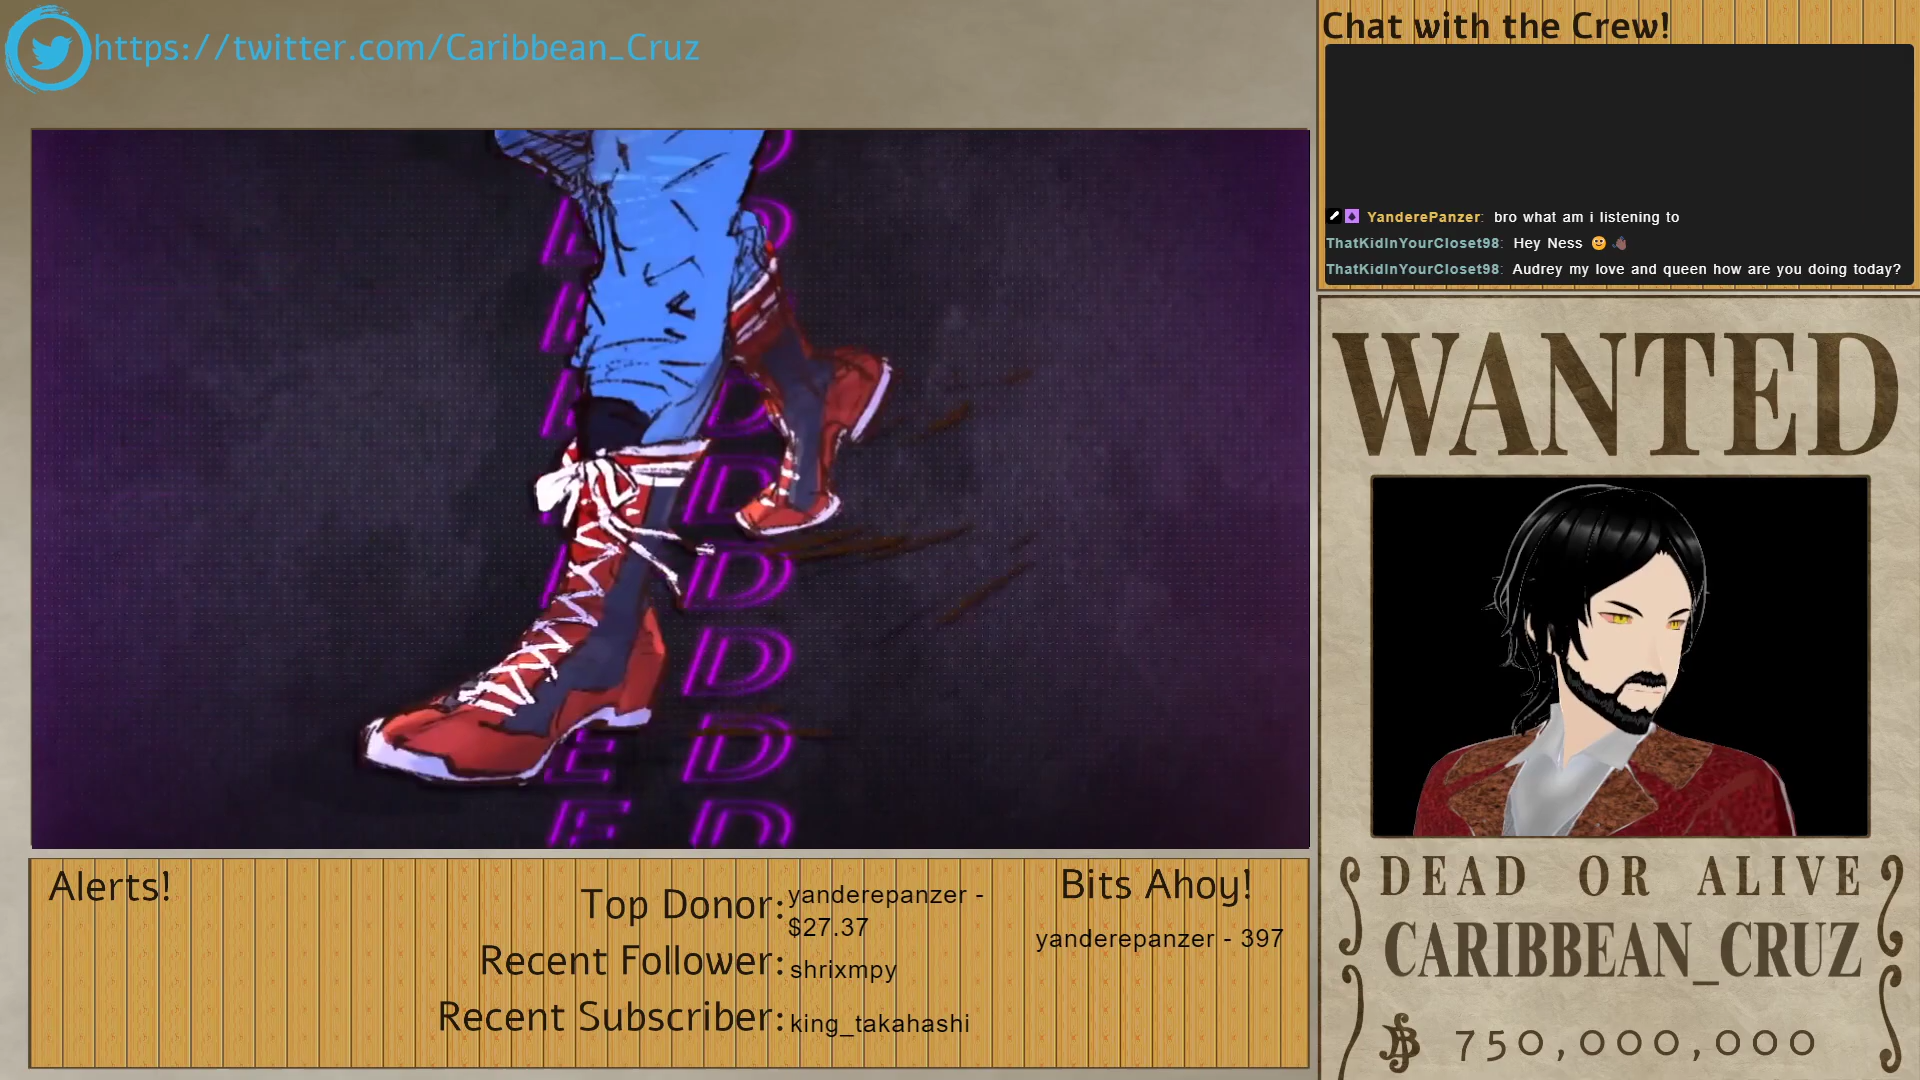 https://twitter.com/Caribbean_Cruz
Chat with the Crew!
YanderePanzer: bro what am i listening to
ThatKidInYourCloset98: Hey Ness
ThatKidInYourCloset98: Audrey my love and queen how are you doing today?
WANTED
DEAD OR ALIVE
CARIBBEAN_CRUZ
750,000,000
D
D
D
D
D
E D
E D
Alerts!
Top Donor: yanderepanzer -
$27.37
Recent Follower: shrixmpy
Recent Subscriber: king_takahashi
Bits Ahoy!
yanderepanzer - 397